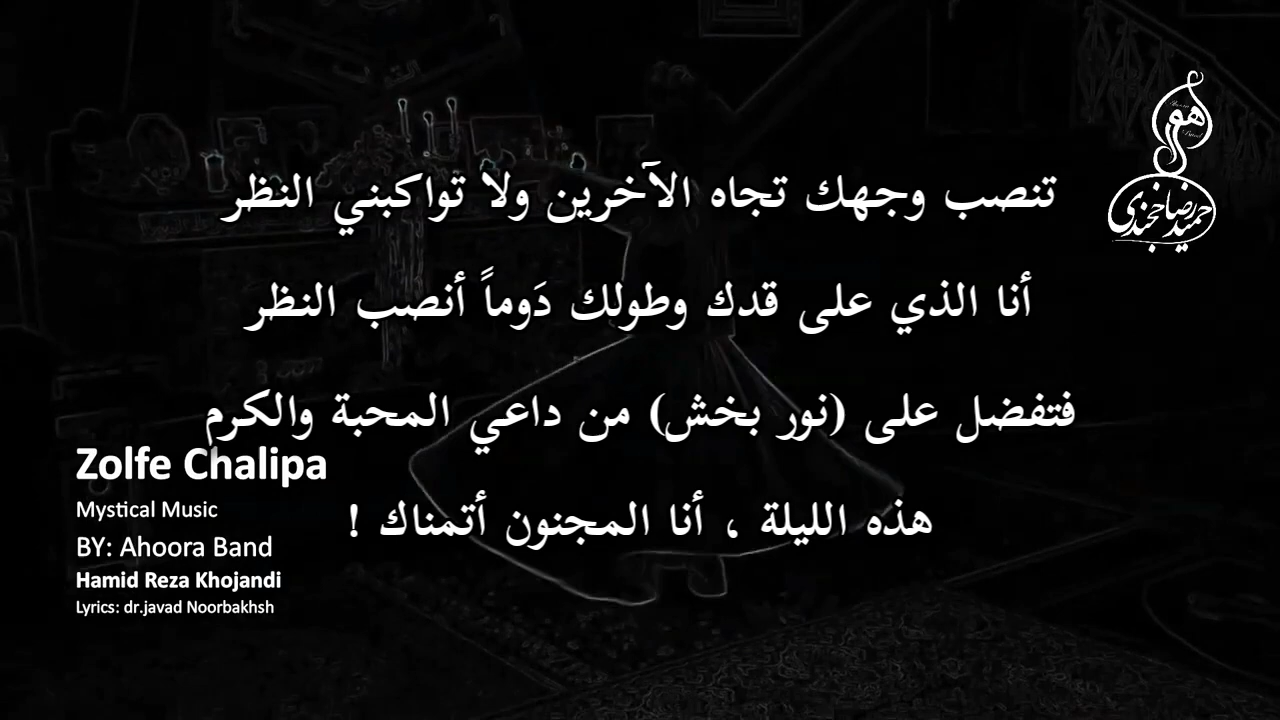 تنصب وجهك تجاه الآخرين ولا تواكبني النظر
أنا الذي على قدك وطولك دَوماً أنصب النظر
فتفضل على (نور بخش) من داعي المحبة والكرم
هذه الليلة ، أنا المجنون أتمناك !
Zolfe Chalipa
Mystical Music
BY: Ahoora Band
Hamid Reza Khojandi
Lyrics: dr.javad Noorbakhsh
حمیدرضا خجندی